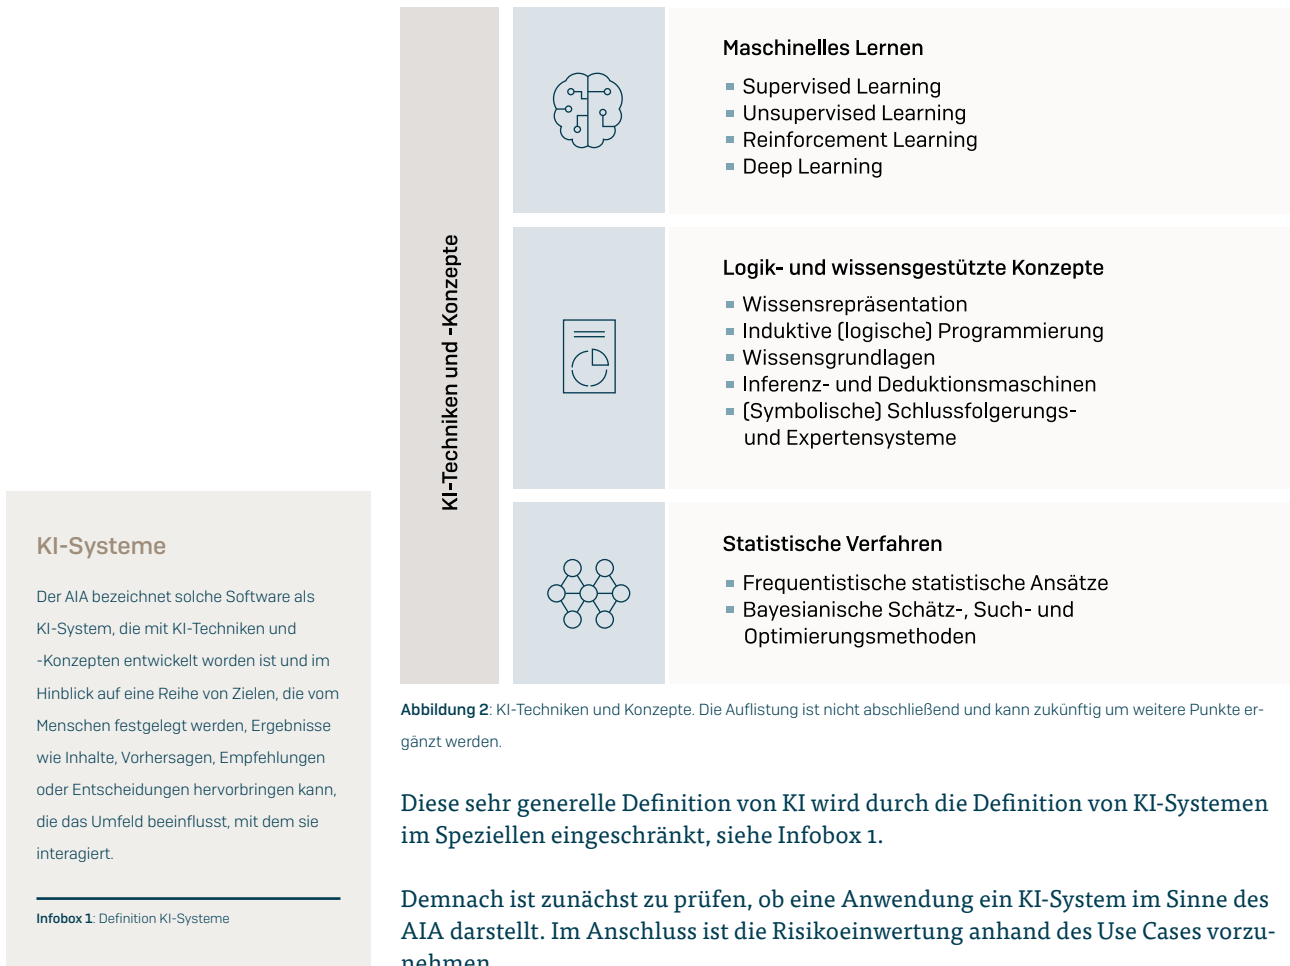 KI-Techniken und -Konzepte
Maschinelles Lernen
Supervised Learning
Unsupervised Learning
Reinforcement Learning
Deep Learning
Logik- und wissensgestützte Konzepte
Wissensrepräsentation
Induktive (logische) Programmierung
Wissensgrundlagen
Inferenz- und Deduktionsmaschinen
(Symbolische) Schlussfolgerungs-
und Expertensysteme
Statistische Verfahren
Frequentistische statistische Ansätze
Bayesianische Schätz-, Such- und
Optimierungsmethoden
Abbildung 2: KI-Techniken und Konzepte. Die Auflistung ist nicht abschließend und kann zukünftig um weitere Punkte er-
gänzt werden.
KI-Systeme
Der AIA bezeichnet solche Software als
KI-System, die mit KI-Techniken und
-Konzepten entwickelt worden ist und im
Hinblick auf eine Reihe von Zielen, die vom
Menschen festgelegt werden, Ergebnisse
wie Inhalte, Vorhersagen, Empfehlungen
oder Entscheidungen hervorbringen kann,
die das Umfeld beeinflusst, mit dem sie
interagiert.
Infobox 1: Definition KI-Systeme
Diese sehr generelle Definition von KI wird durch die Definition von KI-Systemen
im Speziellen eingeschränkt, siehe Infobox 1.
Demnach ist zunächst zu prüfen, ob eine Anwendung ein KI-System im Sinne des
AIA darstellt. Im Anschluss ist die Risikoeinwertung anhand des Use Cases vorzu-
nehmen